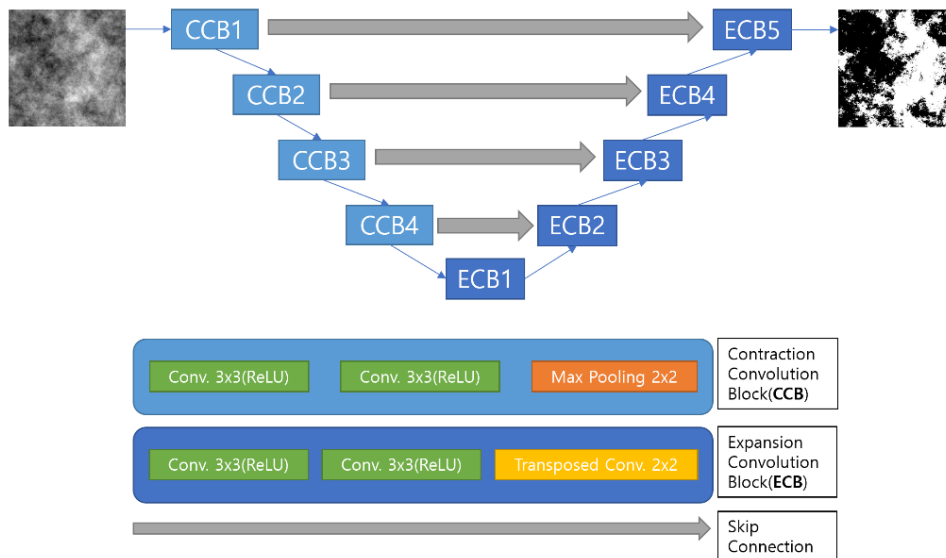 CCB1
ECB5
CCB2
ECB4
CCB3
ECB3
CCB4
ECB2
ECB1
Conv. 3x3(ReLU)
Conv. 3x3(ReLU)
Max Pooling 2x2
Contraction
Convolution
Block(CCB)
Conv. 3x3(ReLU)
Conv. 3x3(ReLU)
Transposed Conv. 2x2
Expansion
Convolution
Block(ECB)
Skip
Connection